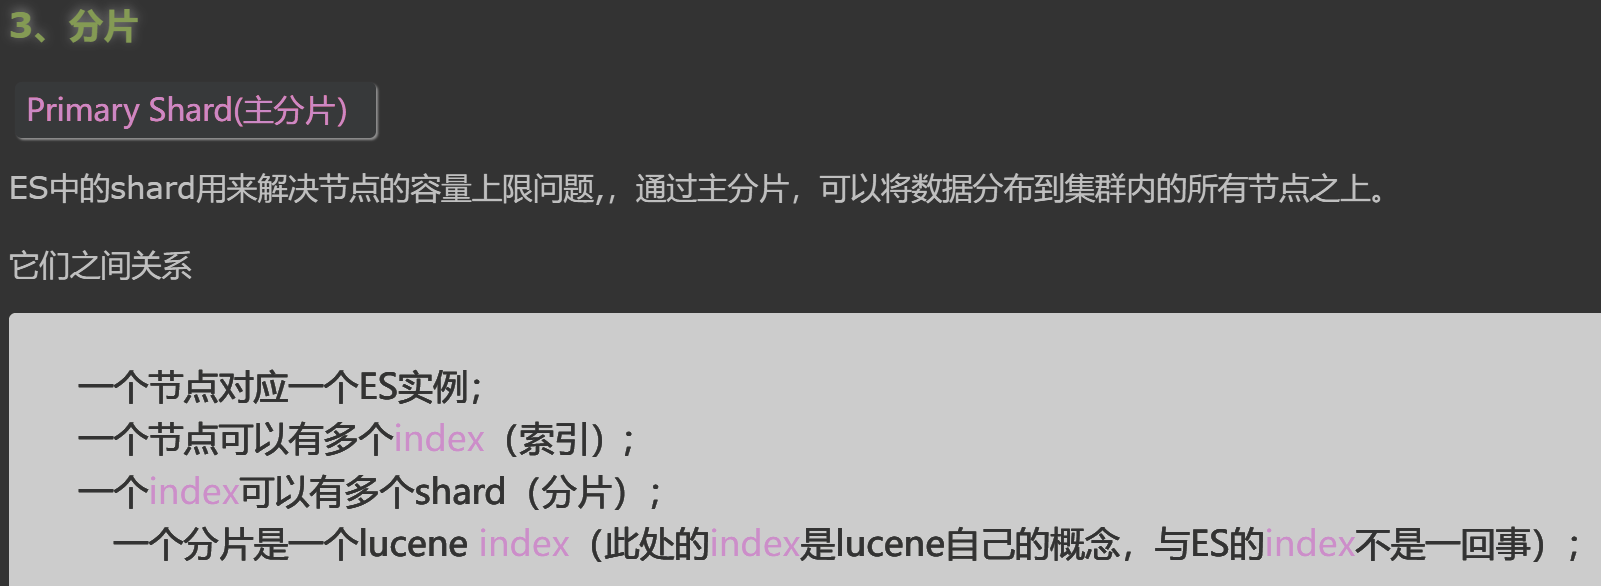 3、分片
Primary Shard(主分片)
ES中的shard用来解决节点的容量上限问题,，通过主分片，可以将数据分布到集群内的所有节点之上。
它们之间关系
一个节点对应一个ES实例；
一个节点可以有多个index（索引）；
一个index可以有多个shard（分片）；
一个分片是一个lucene index（此处的index是lucene自己的概念，与ES的index不是一回事）；